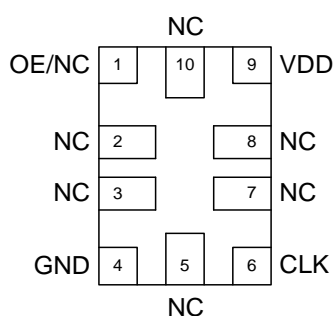 NC
OE/NC 1 10 9 VDD
NC 2 8 NC
NC 3 7 NC
GND 4 5 6 CLK
NC